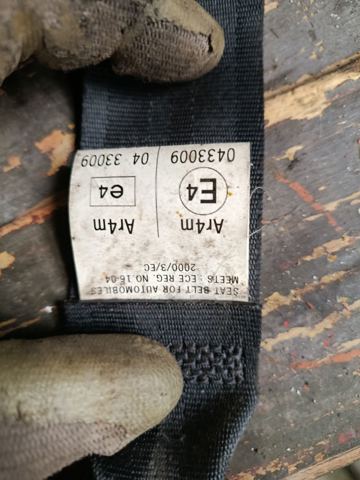 SEAT BELT FOR AUTOMOBILES
MEETS : ECE REG. NO 16-04
2000/3/EC
Ar4m Ar4m
E4 e4
0433009 04 33009